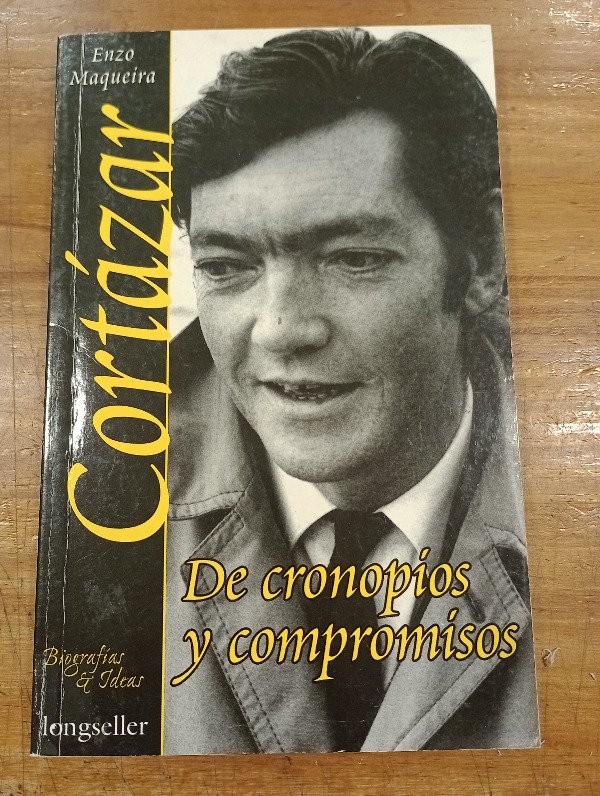 Enzo
Maqueira
Cortázar
De cronopios
y compromisos
Biografías
& Ideas
longseller